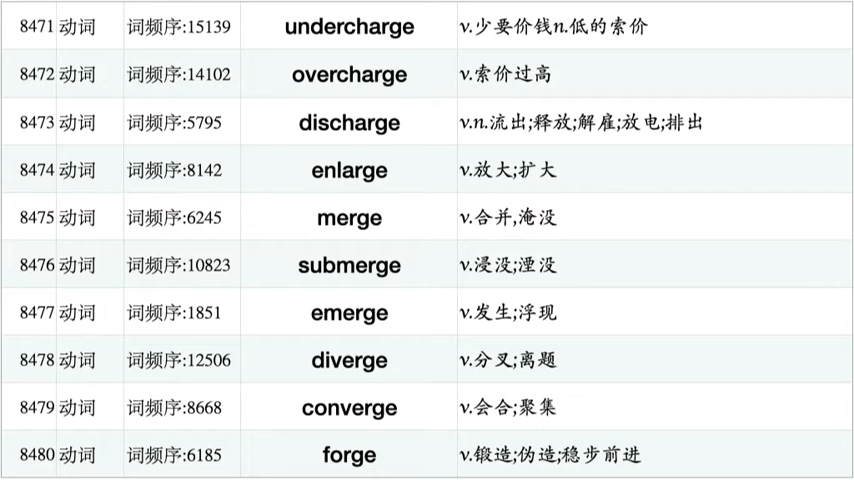 8471 动词 词频序:15139 undercharge v.少要价钱n.低的索价
8472 动词 词频序:14102 overcharge v.索价过高
8473 动词 词频序:5795 discharge v.n.流出;释放;解雇;放电;排出
8474 动词 词频序:8142 enlarge v.放大;扩大
8475 动词 词频序:6245 merge v.合并,淹没
8476 动词 词频序:10823 submerge v.浸没;湮没
8477 动词 词频序:1851 emerge v.发生;浮现
8478 动词 词频序:12506 diverge v.分叉;离题
8479 动词 词频序:8668 converge v.会合;聚集
8480 动词 词频序:6185 forge v.锻造;伪造;稳步前进